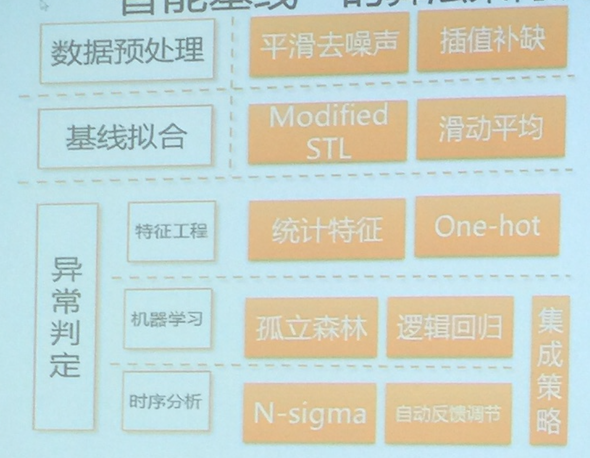 数据预处理
平滑去噪声
插值补缺
基线拟合
Modified
STL
滑动平均
异常判定
特征工程
统计特征
One-hot
机器学习
孤立森林
逻辑回归
集成策略
时序分析
N-sigma
自动反馈调节